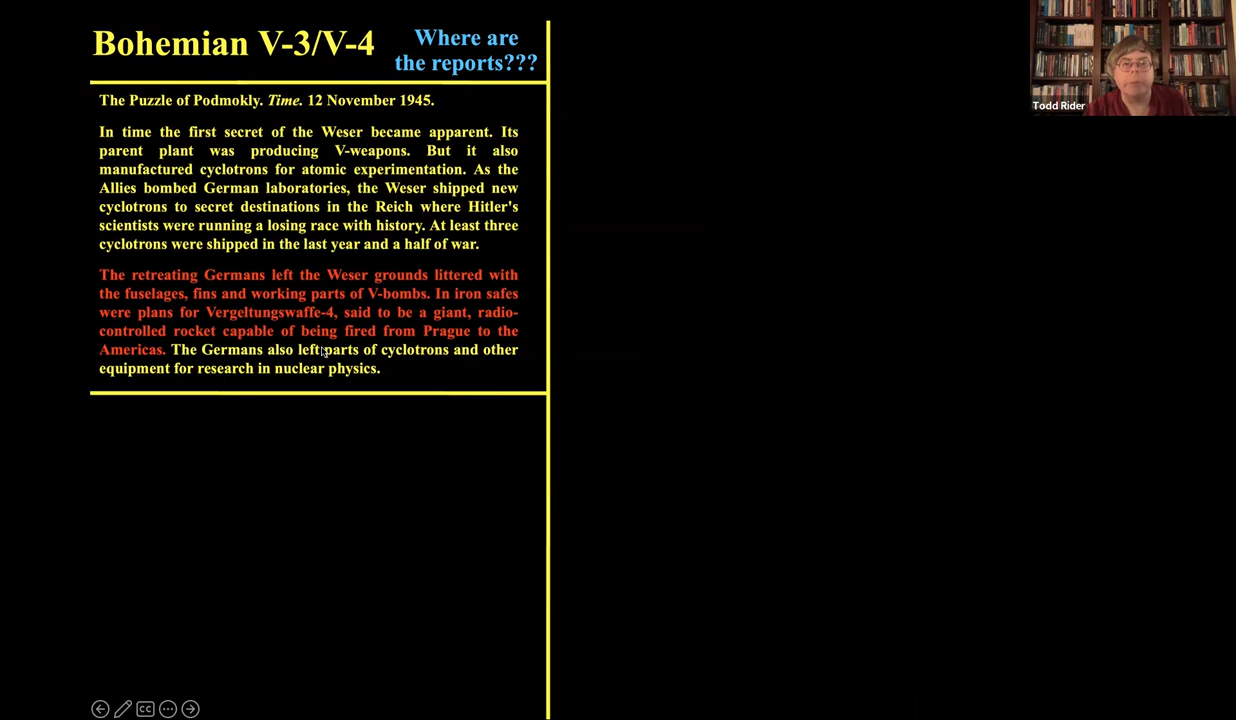 Bohemian V-3/V-4
Where are
the reports???
The Puzzle of Podmokly. Time. 12 November 1945.
In time the first secret of the Weser became apparent. Its
parent plant was producing V-weapons. But it also
manufactured cyclotrons for atomic experimentation. As the
Allies bombed German laboratories, the Weser shipped new
cyclotrons to secret destinations in the Reich where Hitler's
scientists were running a losing race with history. At least three
cyclotrons were shipped in the last year and a half of war.
The retreating Germans left the Weser grounds littered with
the fuselages, fins and working parts of V-bombs. In iron safes
were plans for Vergeltungswaffe-4, said to be a giant, radio-
controlled rocket capable of being fired from Prague to the
Americas. The Germans also left parts of cyclotrons and other
equipment for research in nuclear physics.
Todd Rider
CC